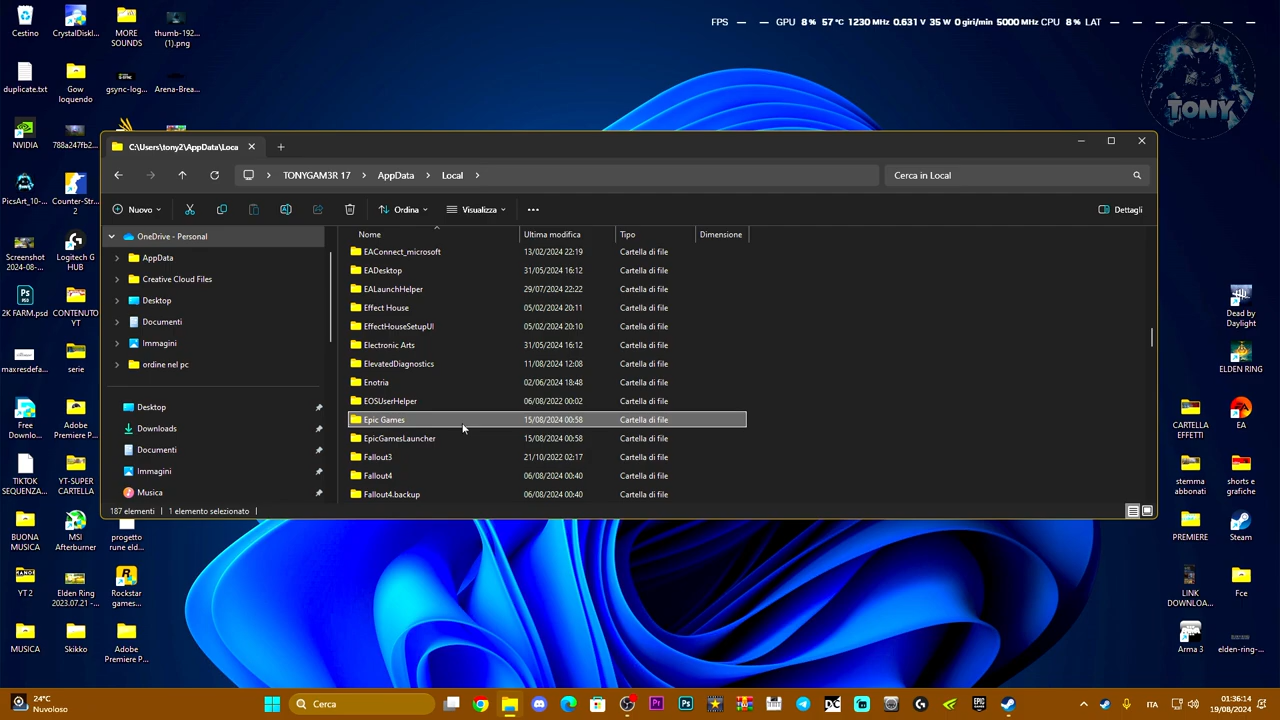 FPS — — GPU 8 % 57 °C 1230 MHz 0.631 V 35 W 0 giri/min 5000 MHz CPU 8 % LAT — — — — — —
TONY
Cestino
CrystalDiskI...
MORE SOUNDS
thumb-192... (1).png
duplicate.txt
Gow loquendo
gsync-log...
Arena-Brea...
NVIDIA
788a247fb2...
PicsArt_10-...
Counter-Str... 2
Screenshot 2024-08-...
Logitech G HUB
2K FARM.psd
CONTENUTO YT
maxresdefa...
serie
Free Downlo...
Adobe Premiere P...
TIKTOK SEQUENZA...
YT-SUPER CARTELLA
BUONA MUSICA
MSI Afterburner
progetto rune eld...
YT 2
Elden Ring 2023.07.21 -...
Rockstar games...
MUSICA
Skikko
Adobe Premiere P...
C:\Users\tony2\AppData\Loca
TONYGAM3R 17 > AppData > Local >
Cerca in Local
Nuovo
Ordina
Visualizza
Dettagli
OneDrive - Personal
AppData
Creative Cloud Files
Desktop
Documenti
Immagini
ordine nel pc
Desktop
Downloads
Documenti
Immagini
Musica
Nome Ultima modifica Tipo Dimensione
EAConnect_microsoft 13/02/2024 22:19 Cartella di file
EADesktop 31/05/2024 16:12 Cartella di file
EALaunchHelper 29/07/2024 22:22 Cartella di file
Effect House 05/02/2024 20:11 Cartella di file
EffectHouseSetupUI 05/02/2024 20:10 Cartella di file
Electronic Arts 31/05/2024 16:12 Cartella di file
ElevatedDiagnostics 11/08/2024 12:08 Cartella di file
Enotria 02/06/2024 18:48 Cartella di file
EOSUserHelper 06/08/2022 00:02 Cartella di file
Epic Games 15/08/2024 00:58 Cartella di file
EpicGamesLauncher 15/08/2024 00:58 Cartella di file
Fallout3 21/10/2022 02:17 Cartella di file
Fallout4 06/08/2024 00:40 Cartella di file
Fallout4.backup 06/08/2024 00:40 Cartella di file
187 elementi
1 elemento selezionato
Dead by Daylight
ELDEN RING
CARTELLA EFFETTI
EA
stemma abbonati
shorts e grafiche
PREMIERE
Steam
LINK DOWNLOA...
Fce
Arma 3
elden-ring-...
24°C
Nuvoloso
Cerca
ITA
01:36:14
19/08/2024